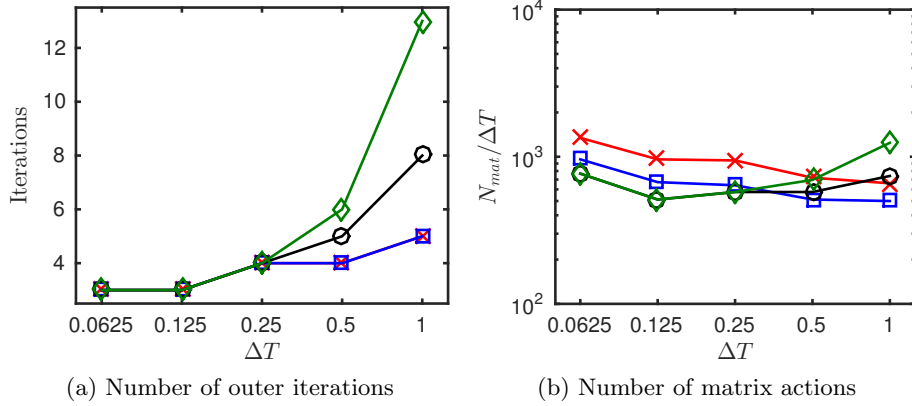 12
10
8
6
4
Iterations
0.0625 0.125 0.25 0.5 1
ΔT
(a) Number of outer iterations
10^4
10^3
10^2
N_{mat}/ΔT
0.0625 0.125 0.25 0.5 1
ΔT
(b) Number of matrix actions